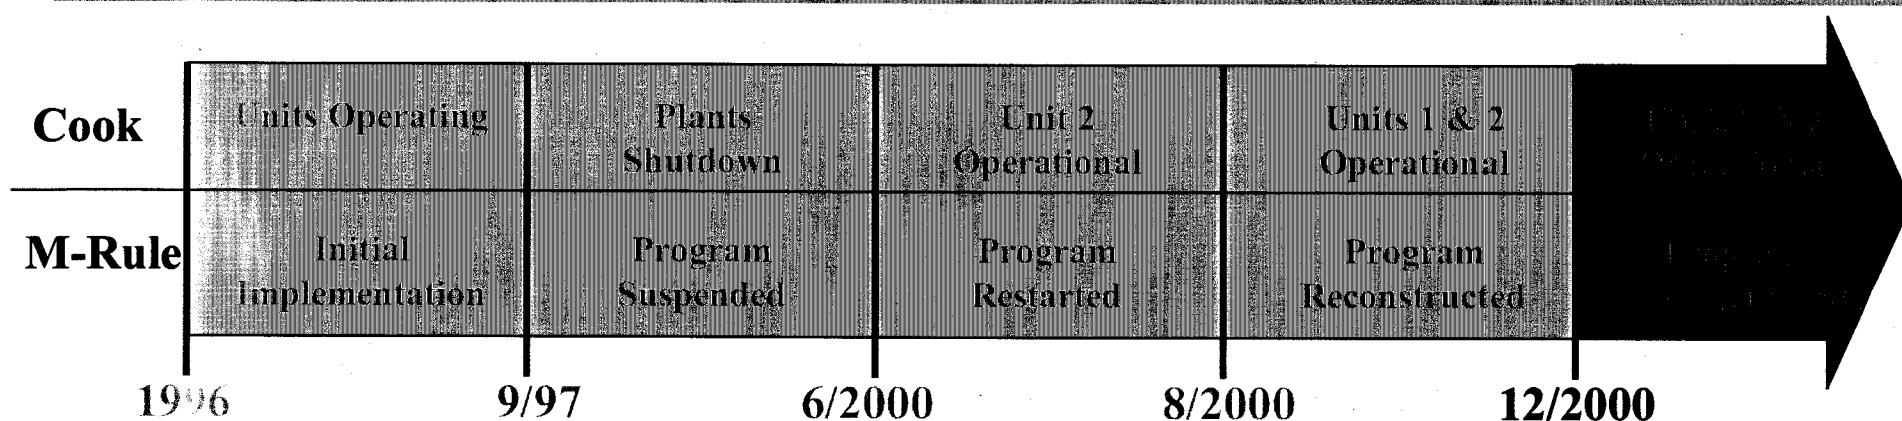 Cook
Units Operating
Plants
Shutdown
Unit 2
Operational
Units 1 & 2
Operational
M-Rule
Initial
Implementation
Program
Suspended
Program
Restarted
Program
Reconstructed
1996
9/97
6/2000
8/2000
12/2000